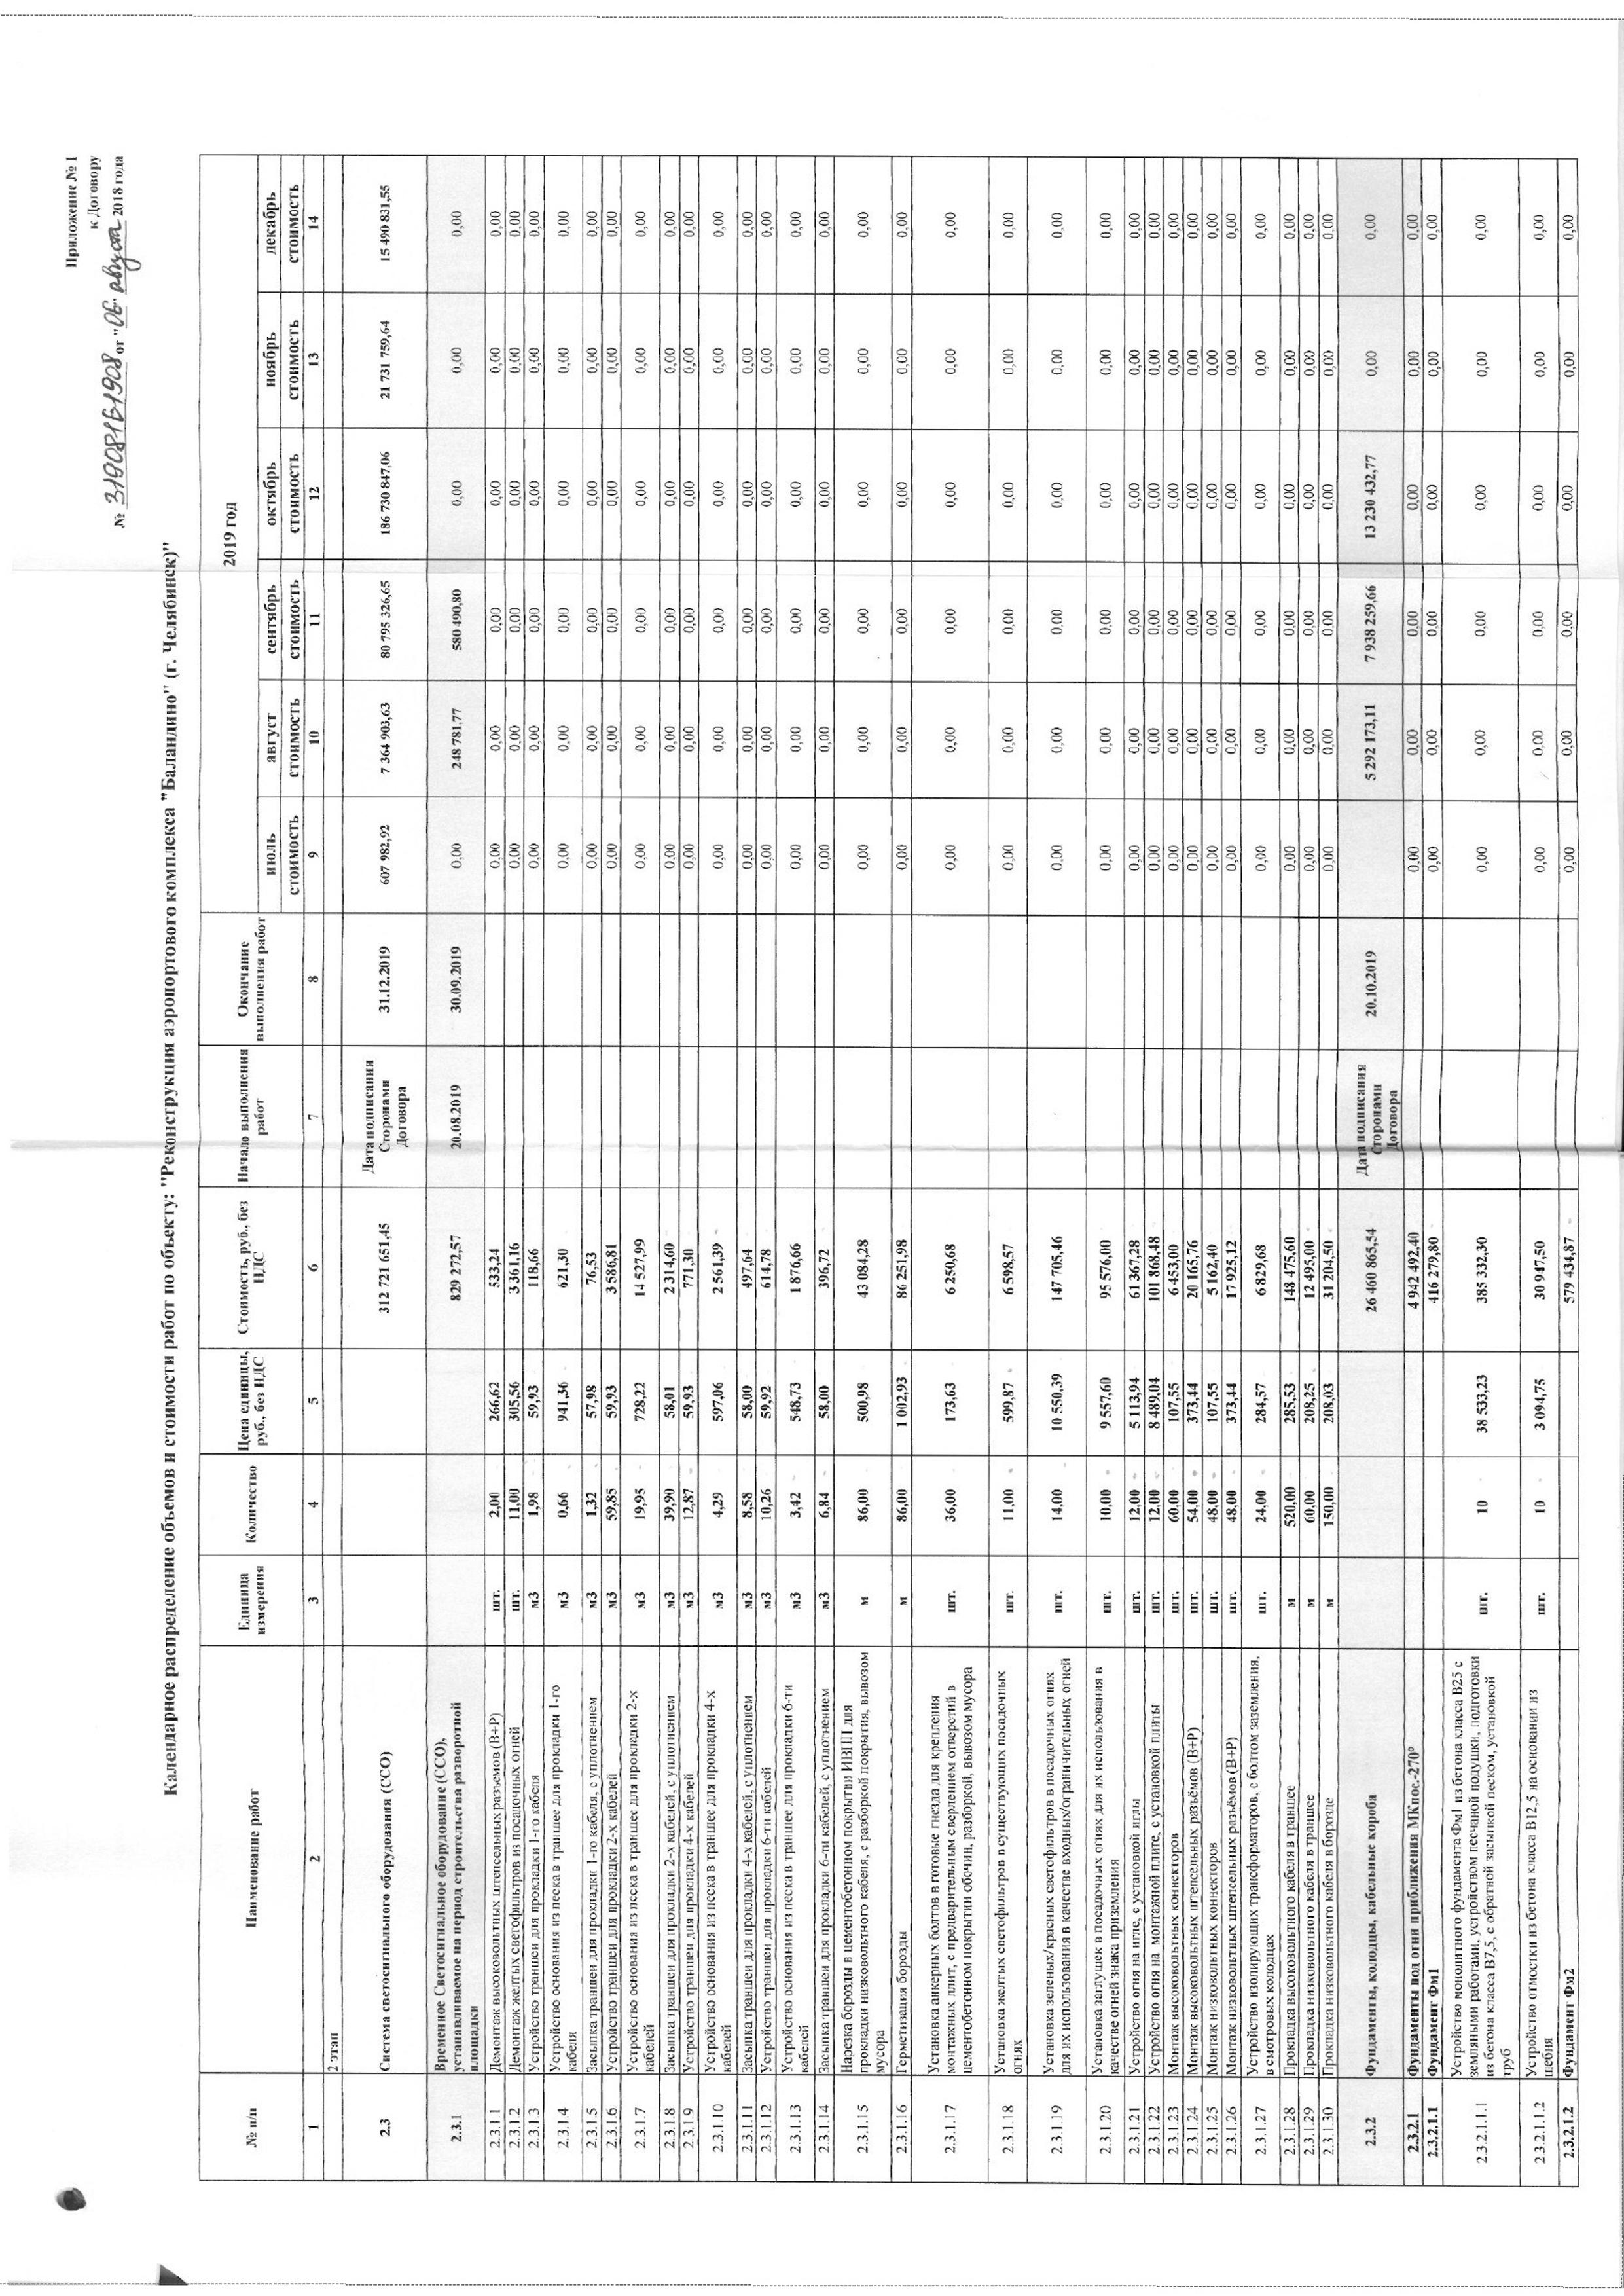 Приложение № 1
к Договору
№ 319081Б1908 от "06" август 2018 года
Календарное распределение объемов и стоимости работ по объекту: "Реконструкция аэропортового комплекса "Баландино" (г. Челябинск)"
№ п/п Наименование работ Единица измерения Количество Цена единицы, руб., без НДС Стоимость, руб., без НДС Начало выполнения работ Окончание выполнения работ 2019 год
июль август сентябрь октябрь ноябрь декабрь
стоимость стоимость стоимость стоимость стоимость стоимость
1 2 3 4 5 6 7 8 9 10 11 12 13 14
2 этап
2.3 Система светосигнального оборудования (ССО) 312 721 651,45 Дата подписания Сторонами Договора 31.12.2019 607 982,92 7 364 903,63 80 795 326,65 186 730 847,06 21 731 759,64 15 490 831,55
2.3.1 Временное Светосигнальное оборудование (ССО), устанавливаемое на период строительства разворотной площадки 829 272,57 20.08.2019 30.09.2019 0,00 248 781,77 580 490,80 0,00 0,00 0,00
2.3.1.1 Демонтаж высоковольтных штепсельных разъемов (В+Р) шт. 2,00 266,62 533,24 0,00 0,00 0,00 0,00 0,00 0,00
2.3.1.2 Демонтаж желтых светофильтров из посадочных огней шт. 11,00 305,56 3 361,16 0,00 0,00 0,00 0,00 0,00 0,00
2.3.1.3 Устройство траншеи для прокладки 1-го кабеля м3 1,98 59,93 118,66 0,00 0,00 0,00 0,00 0,00 0,00
2.3.1.4 Устройство основания из песка в траншее для прокладки 1-го кабеля м3 0,66 941,36 621,30 0,00 0,00 0,00 0,00 0,00 0,00
2.3.1.5 Засыпка траншеи для прокладки 1-го кабеля, с уплотнением м3 1,32 57,98 76,53 0,00 0,00 0,00 0,00 0,00 0,00
2.3.1.6 Устройство траншеи для прокладки 2-х кабелей м3 59,85 59,93 3 586,81 0,00 0,00 0,00 0,00 0,00 0,00
2.3.1.7 Устройство основания из песка в траншее для прокладки 2-х кабелей м3 19,95 728,22 14 527,99 0,00 0,00 0,00 0,00 0,00 0,00
2.3.1.8 Засыпка траншеи для прокладки 2-х кабелей, с уплотнением м3 39,90 58,01 2 314,60 0,00 0,00 0,00 0,00 0,00 0,00
2.3.1.9 Устройство траншеи для прокладки 4-х кабелей м3 12,87 59,93 771,30 0,00 0,00 0,00 0,00 0,00 0,00
2.3.1.10 Устройство основания из песка в траншее для прокладки 4-х кабелей м3 4,29 597,06 2 561,39 0,00 0,00 0,00 0,00 0,00 0,00
2.3.1.11 Засыпка траншеи для прокладки 4-х кабелей, с уплотнением м3 8,58 58,00 497,64 0,00 0,00 0,00 0,00 0,00 0,00
2.3.1.12 Устройство траншеи для прокладки 6-ти кабелей м3 10,26 59,92 614,78 0,00 0,00 0,00 0,00 0,00 0,00
2.3.1.13 Устройство основания из песка в траншее для прокладки 6-ти кабелей м3 3,42 548,73 1 876,66 0,00 0,00 0,00 0,00 0,00 0,00
2.3.1.14 Засыпка траншеи для прокладки 6-ти кабелей, с уплотнением м3 6,84 58,00 396,72 0,00 0,00 0,00 0,00 0,00 0,00
2.3.1.15 Нарезка борозды в цементобетонном покрытии ИВПП для прокладки низковольтного кабеля, с разборкой покрытия, вывозом мусора м 86,00 500,98 43 084,28 0,00 0,00 0,00 0,00 0,00 0,00
2.3.1.16 Герметизация борозды м 86,00 1 002,93 86 251,98 0,00 0,00 0,00 0,00 0,00 0,00
2.3.1.17 Установка анкерных болтов в готовые гнезда для крепления монтажных плит, с предварительным сверлением отверстий в цементобетонном покрытии обочин, разборкой, вывозом мусора шт. 36,00 173,63 6 250,68 0,00 0,00 0,00 0,00 0,00 0,00
2.3.1.18 Установка желтых светофильтров в существующих посадочных огнях шт. 11,00 599,87 6 598,57 0,00 0,00 0,00 0,00 0,00 0,00
2.3.1.19 Установка зеленых/красных светофильтров в посадочных огнях для их использования в качестве входных/ограничительных огней шт. 14,00 10 550,39 147 705,46 0,00 0,00 0,00 0,00 0,00 0,00
2.3.1.20 Установка заглушек в посадочных огнях для их использования в качестве огней знака приземления шт. 10,00 9 557,60 95 576,00 0,00 0,00 0,00 0,00 0,00 0,00
2.3.1.21 Устройство огня на игле, с установкой иглы шт. 12,00 5 113,94 61 367,28 0,00 0,00 0,00 0,00 0,00 0,00
2.3.1.22 Устройство огня на монтажной плите, с установкой плиты шт. 12,00 8 489,04 101 868,48 0,00 0,00 0,00 0,00 0,00 0,00
2.3.1.23 Монтаж высоковольтных коннекторов шт. 60,00 107,55 6 453,00 0,00 0,00 0,00 0,00 0,00 0,00
2.3.1.24 Монтаж высоковольтных штепсельных разъёмов (В+Р) шт. 54,00 373,44 20 165,76 0,00 0,00 0,00 0,00 0,00 0,00
2.3.1.25 Монтаж низковольтных коннекторов шт. 48,00 107,55 5 162,40 0,00 0,00 0,00 0,00 0,00 0,00
2.3.1.26 Монтаж низковольтных штепсельных разъёмов (В+Р) шт. 48,00 373,44 17 925,12 0,00 0,00 0,00 0,00 0,00 0,00
2.3.1.27 Устройство изолирующих трансформаторов, с болтом заземления, в смотровых колодцах шт. 24,00 284,57 6 829,68 0,00 0,00 0,00 0,00 0,00 0,00
2.3.1.28 Прокладка высоковольтного кабеля в траншее м 520,00 285,53 148 475,60 0,00 0,00 0,00 0,00 0,00 0,00
2.3.1.29 Прокладка низковольтного кабеля в траншее м 60,00 208,25 12 495,00 0,00 0,00 0,00 0,00 0,00 0,00
2.3.1.30 Прокладка низковольтного кабеля в борозде м 150,00 208,03 31 204,50 0,00 0,00 0,00 0,00 0,00 0,00
2.3.2 Фундаменты, колодцы, кабельные короба 26 460 865,54 Дата подписания Сторонами Договора 20.10.2019 5 292 173,11 7 938 259,66 13 230 432,77 0,00 0,00
2.3.2.1 Фундаменты под огни приближения МКпос.-270° 4 942 492,40 0,00 0,00 0,00 0,00 0,00 0,00
2.3.2.1.1 Фундамент Фм1 416 279,80 0,00 0,00 0,00 0,00 0,00 0,00
2.3.2.1.1.1 Устройство монолитного фундамента Фм1 из бетона класса В25 с земляными работами, устройством песчаной подушки, подготовки из бетона класса В7,5, с обратной засыпкой песком, установкой труб шт. 10 38 533,23 385 332,30 0,00 0,00 0,00 0,00 0,00 0,00
2.3.2.1.1.2 Устройство отмостки из бетона класса В12,5 на основании из щебня шт. 10 3 094,75 30 947,50 0,00 0,00 0,00 0,00 0,00 0,00
2.3.2.1.2 Фундамент Фм2 579 434,87 0,00 0,00 0,00 0,00 0,00 0,00